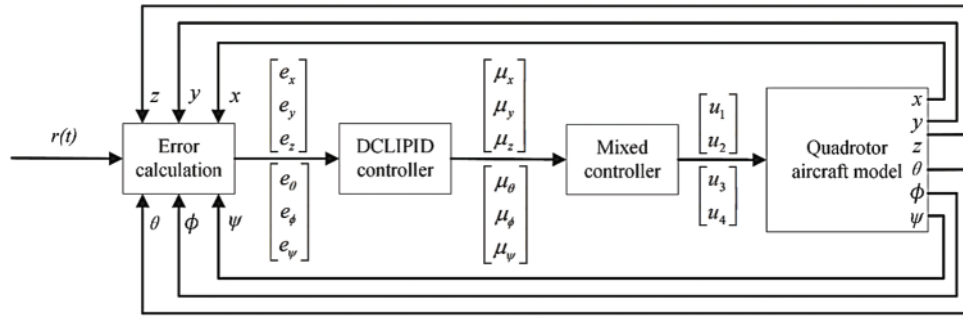 z y x
r(t)
Error
calculation
θ ϕ ψ
e_x
e_y
e_z
e_θ
e_ϕ
e_ψ
DCLIPID
controller
μ_x
μ_y
μ_z
μ_θ
μ_ϕ
μ_ψ
Mixed
controller
u_1
u_2
u_3
u_4
Quadrotor
aircraft model
x
y
z
θ
ϕ
ψ